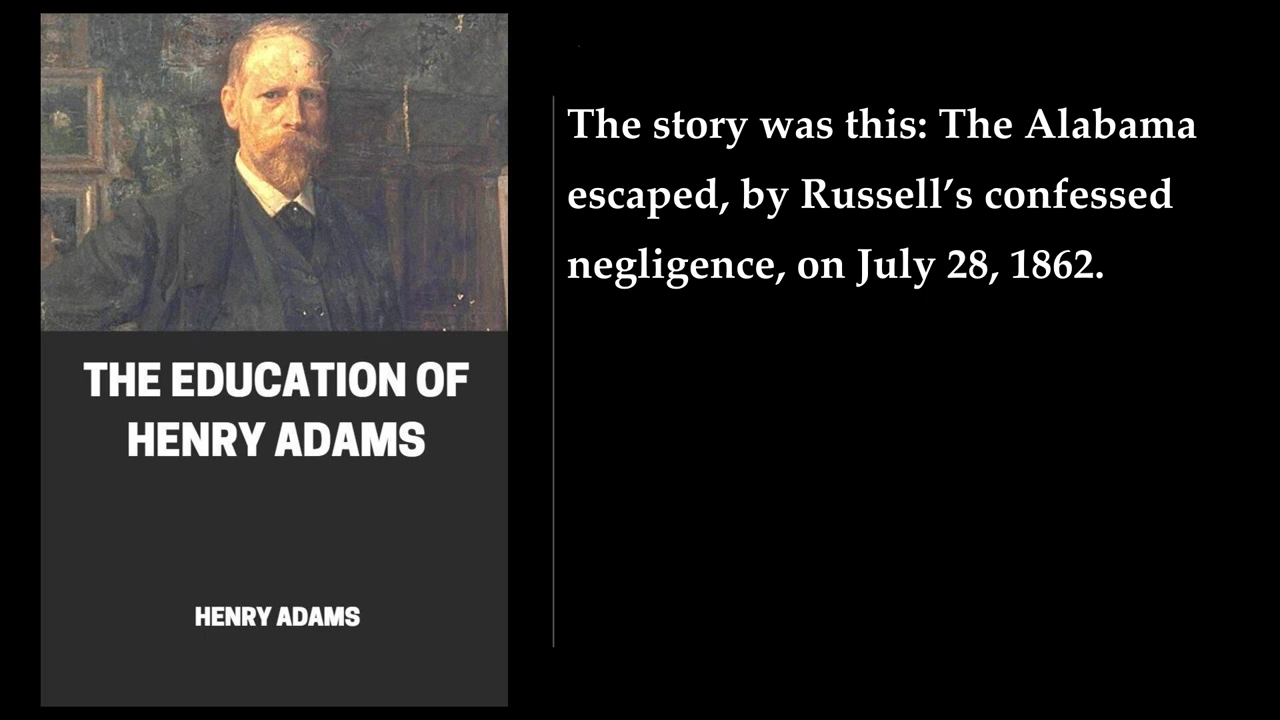 THE EDUCATION OF
HENRY ADAMS
HENRY ADAMS
The story was this: The Alabama
escaped, by Russell’s confessed
negligence, on July 28, 1862.